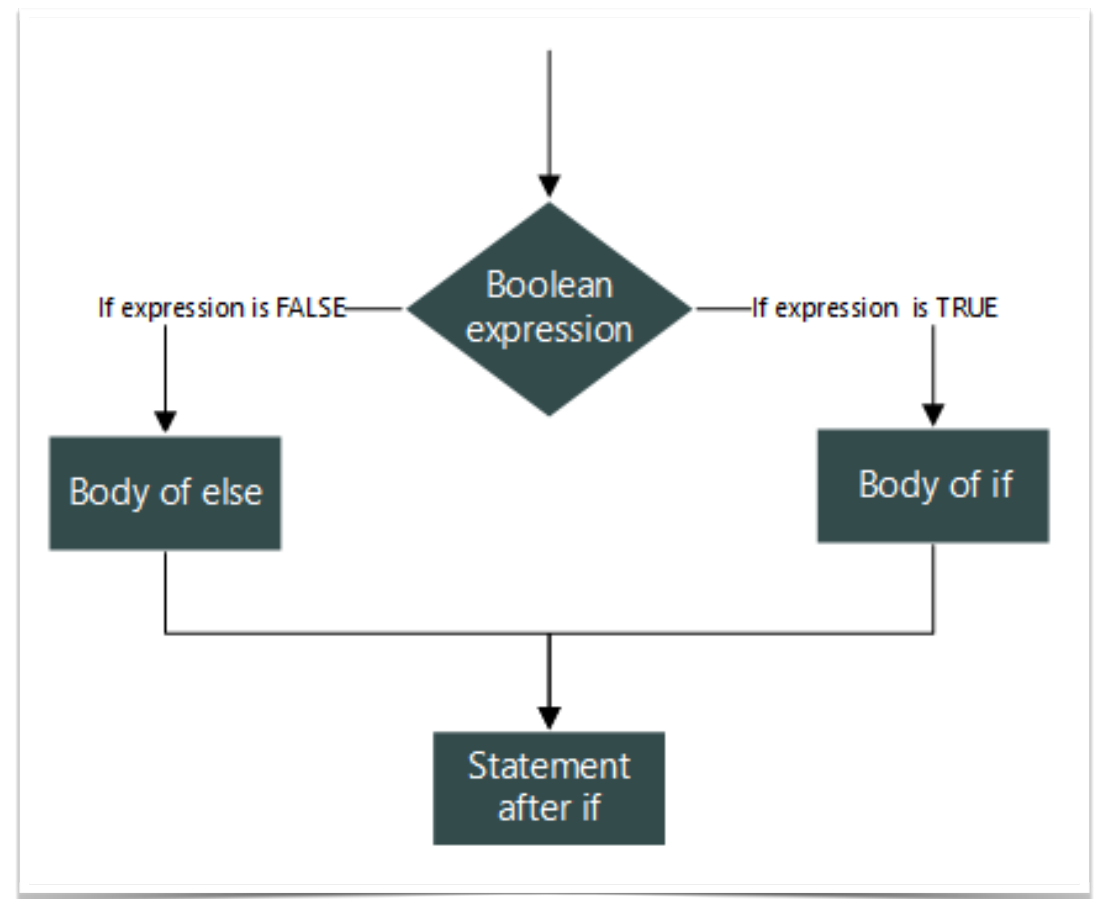 Boolean
expression
If expression is FALSE
If expression is TRUE
Body of else
Body of if
Statement
after if